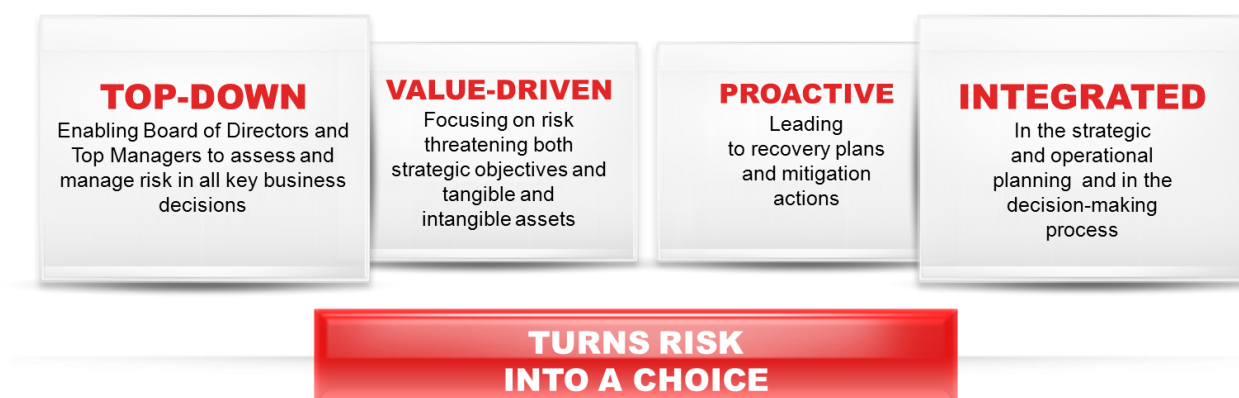 TOP-DOWN
Enabling Board of Directors and
Top Managers to assess and
manage risk in all key business
decisions
VALUE-DRIVEN
Focusing on risk
threatening both
strategic objectives and
tangible and
intangible assets
PROACTIVE
Leading
to recovery plans
and mitigation
actions
INTEGRATED
In the strategic
and operational
planning and in the
decision-making
process
TURNS RISK
INTO A CHOICE